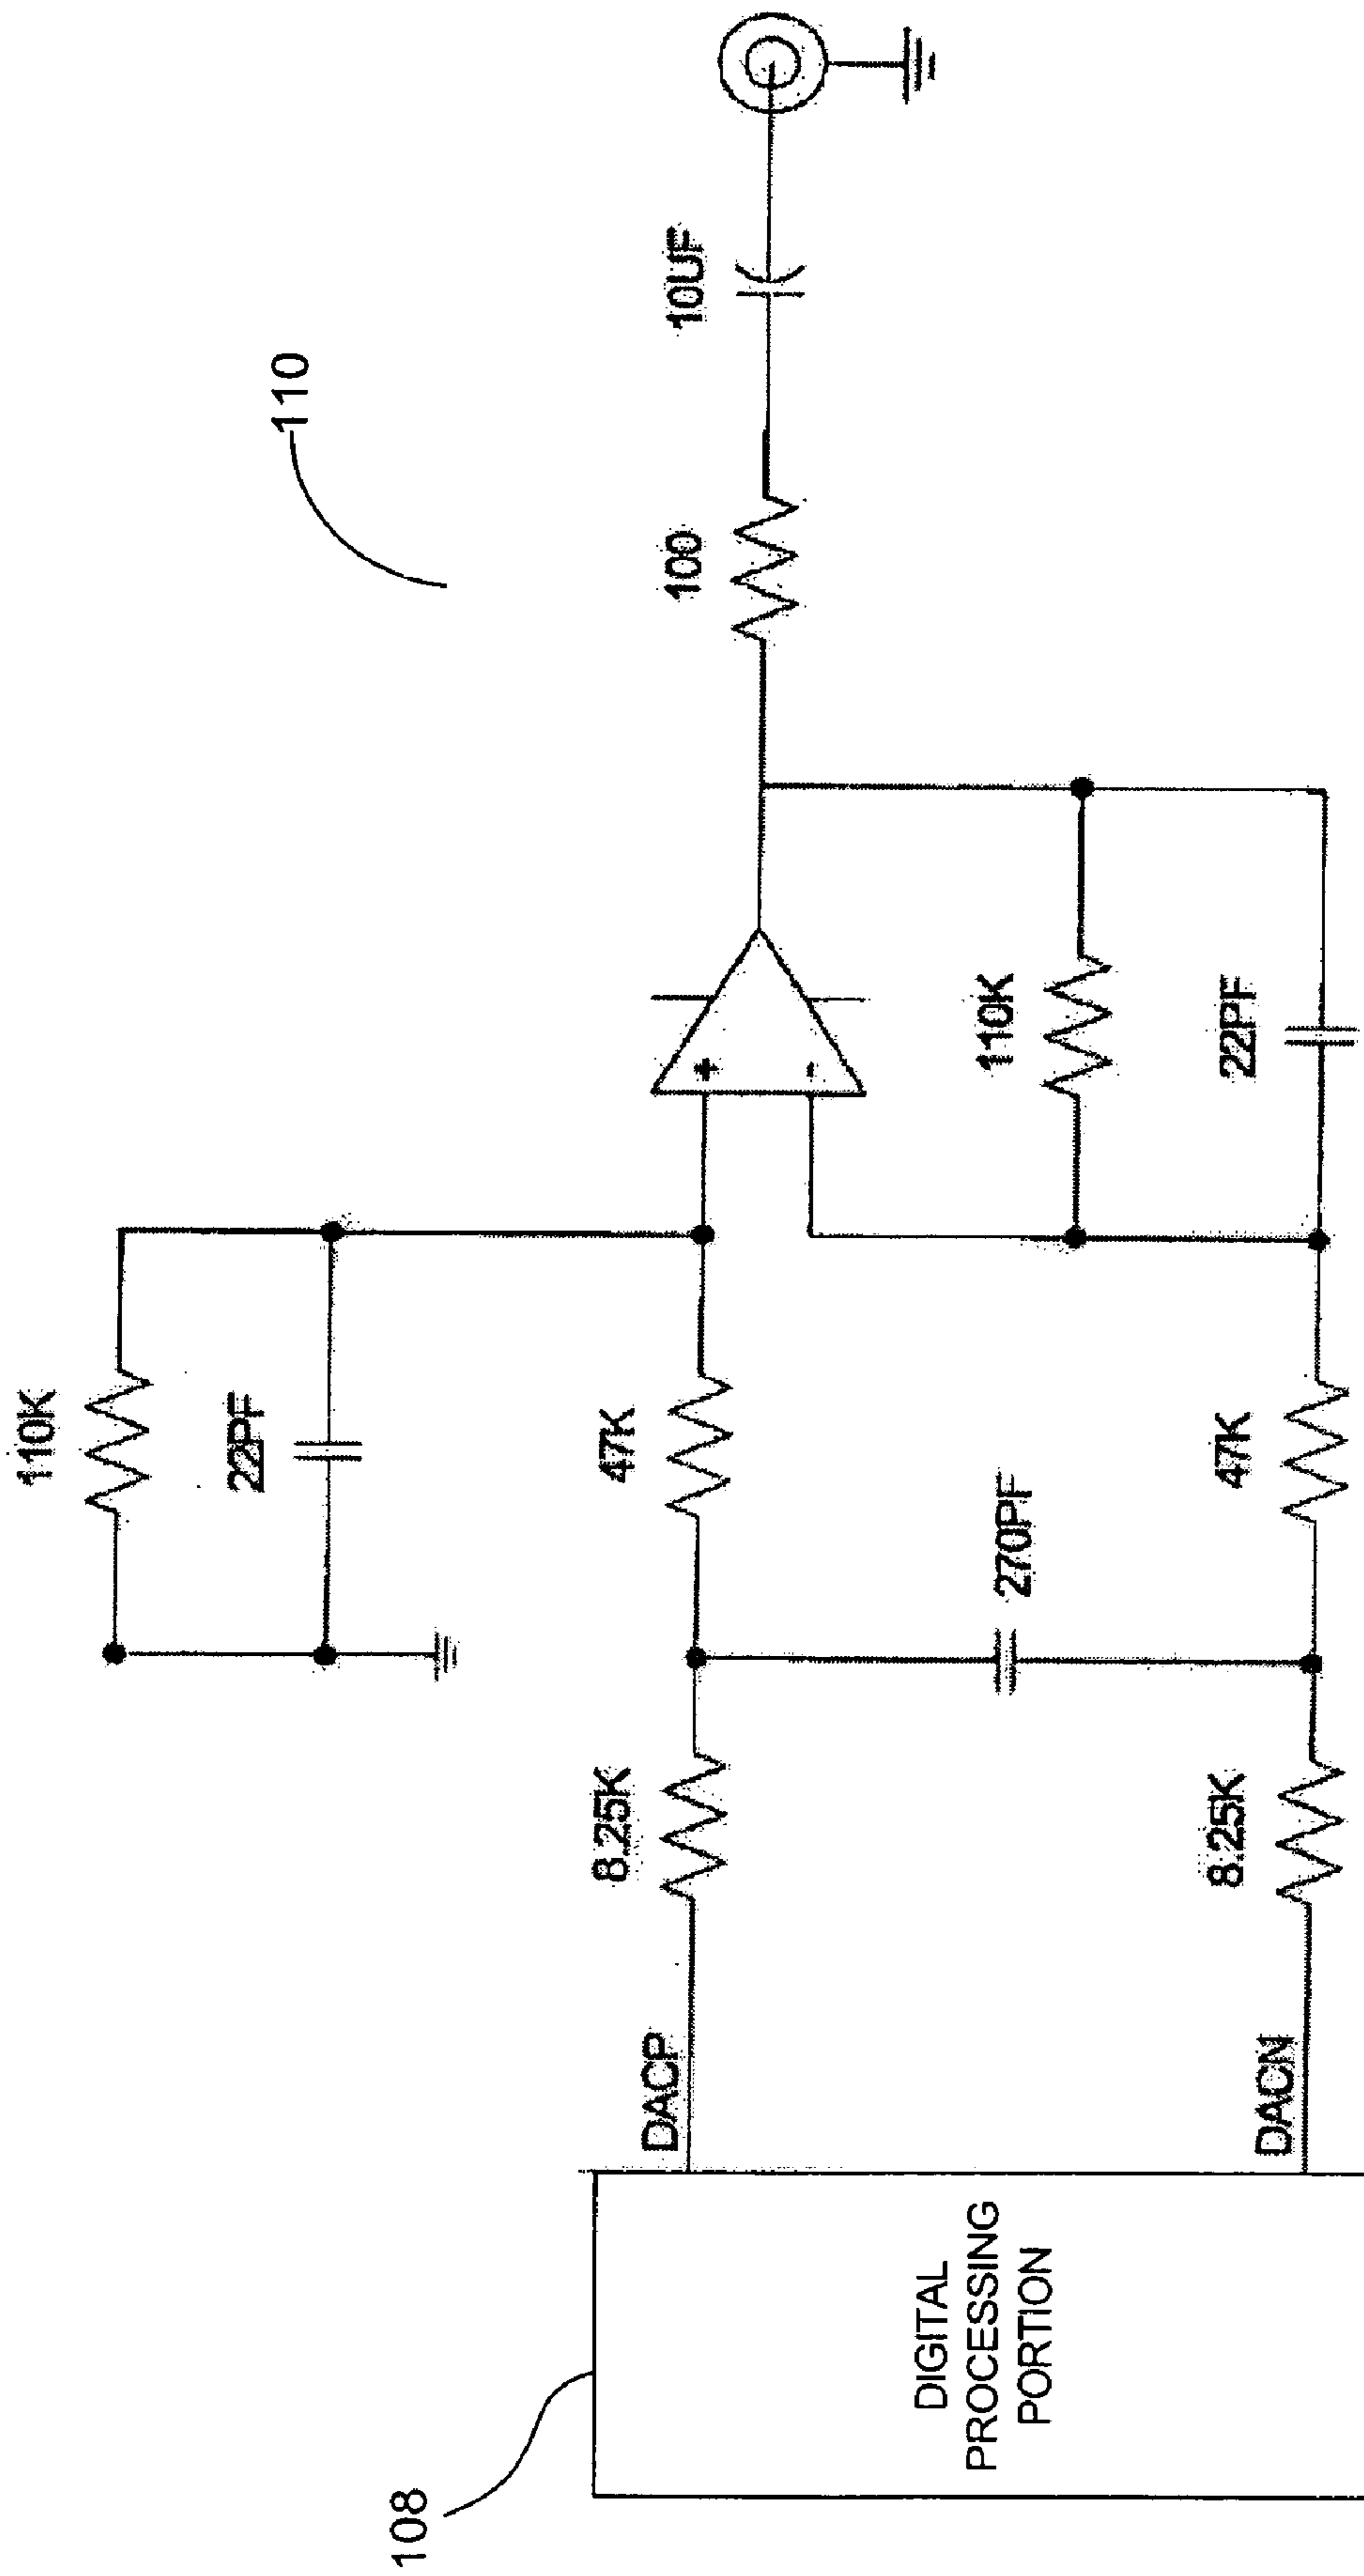 110
110K
22PF
10UF
100
8.25K
47K
DACP
270PF
110K
22PF
8.25K
47K
DACN
108
DIGITAL
PROCESSING
PORTION
+
-